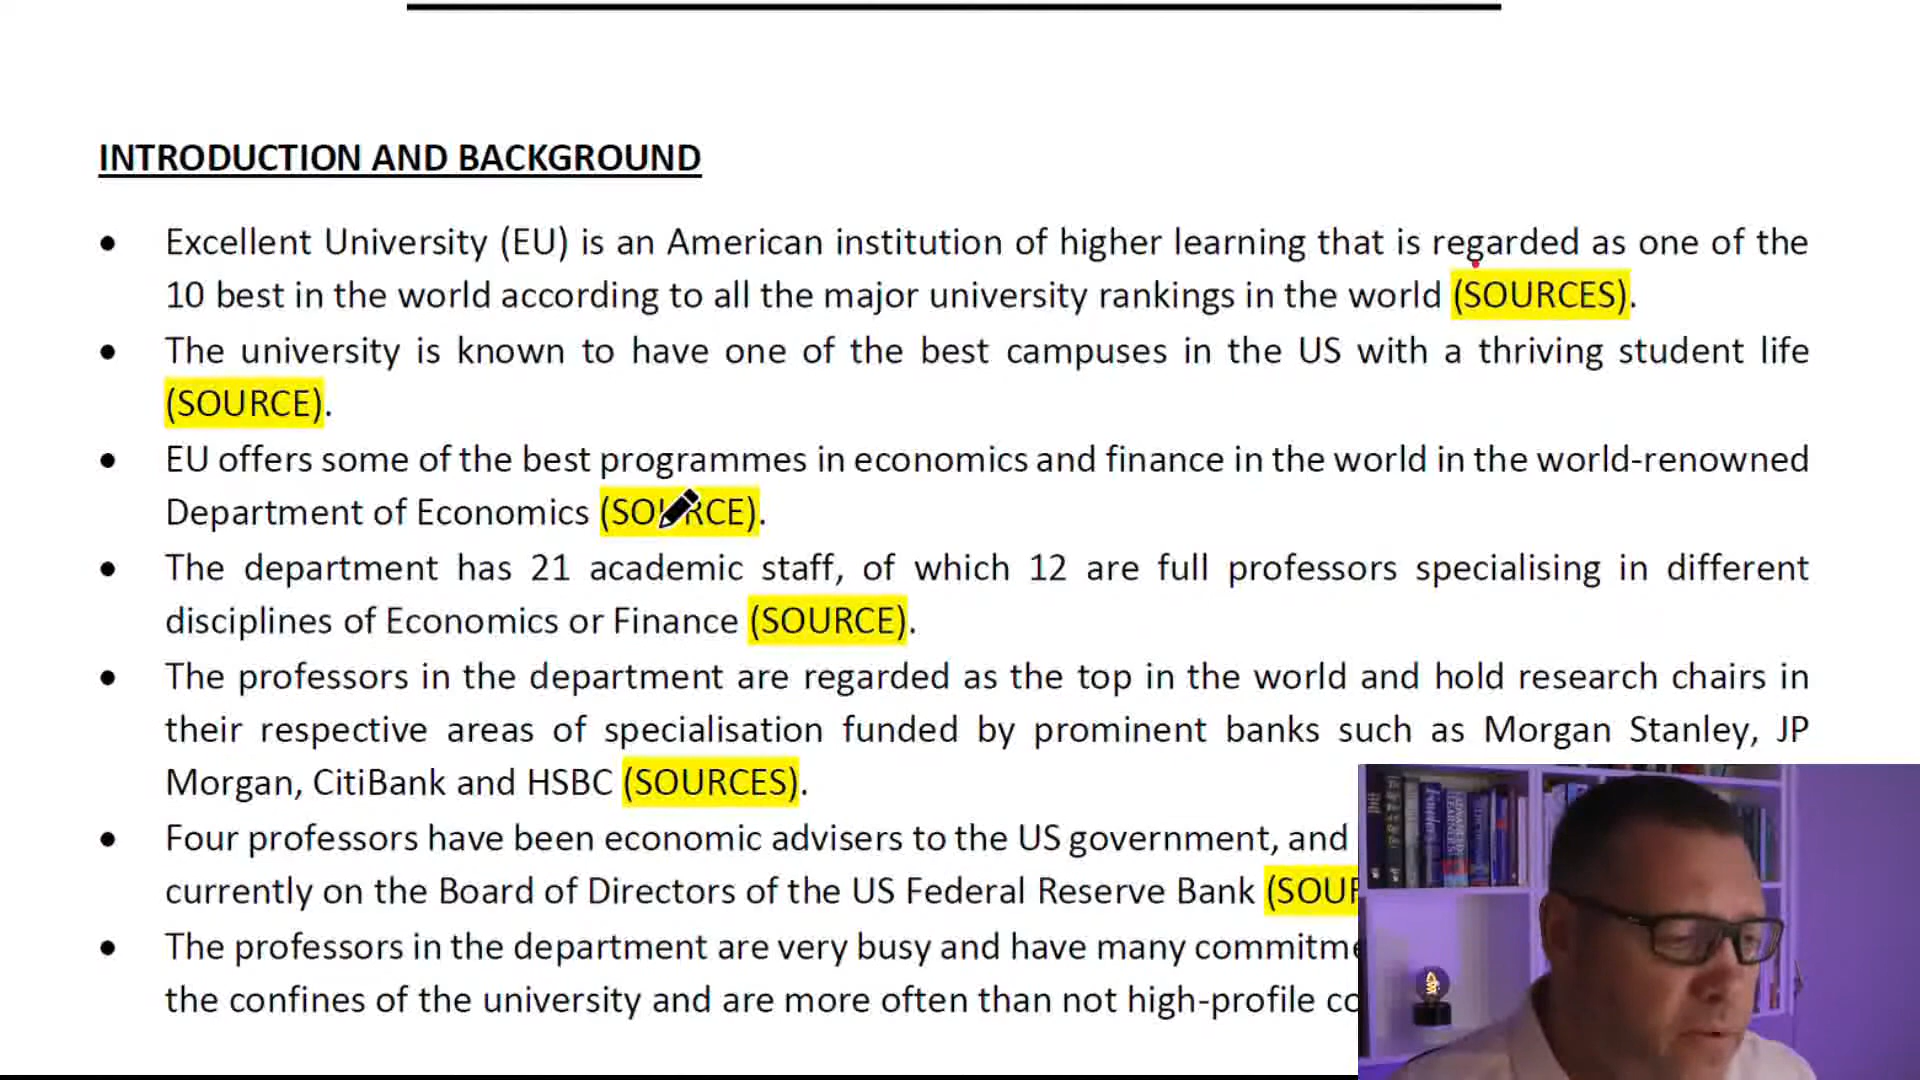 INTRODUCTION AND BACKGROUND
• Excellent University (EU) is an American institution of higher learning that is regarded as one of the
10 best in the world according to all the major university rankings in the world (SOURCES).
• The university is known to have one of the best campuses in the US with a thriving student life
(SOURCE).
• EU offers some of the best programmes in economics and finance in the world in the world-renowned
Department of Economics (SOURCE).
• The department has 21 academic staff, of which 12 are full professors specialising in different
disciplines of Economics or Finance (SOURCE).
• The professors in the department are regarded as the top in the world and hold research chairs in
their respective areas of specialisation funded by prominent banks such as Morgan Stanley, JP
Morgan, CitiBank and HSBC (SOURCES).
• Four professors have been economic advisers to the US government, and
currently on the Board of Directors of the US Federal Reserve Bank (SOUR
• The professors in the department are very busy and have many commitme
the confines of the university and are more often than not high-profile co